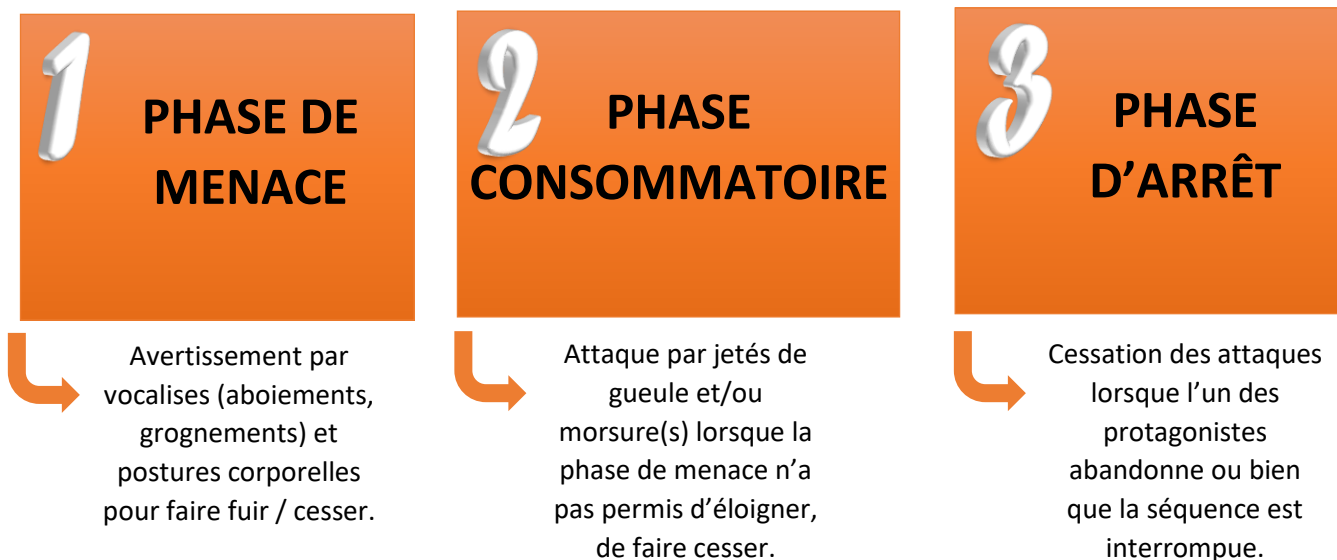 1
PHASE DE
MENACE
Avertissement par
vocalises (aboiements,
grognements) et
postures corporelles
pour faire fuir / cesser.
2
PHASE
CONSOMMATOIRE
Attaque par jetés de
gueule et/ou
morsure(s) lorsque la
phase de menace n’a
pas permis d’éloigner,
de faire cesser.
3
PHASE
D’ARRÊT
Cessation des attaques
lorsque l’un des
protagonistes
abandonne ou bien
que la séquence est
interrompue.